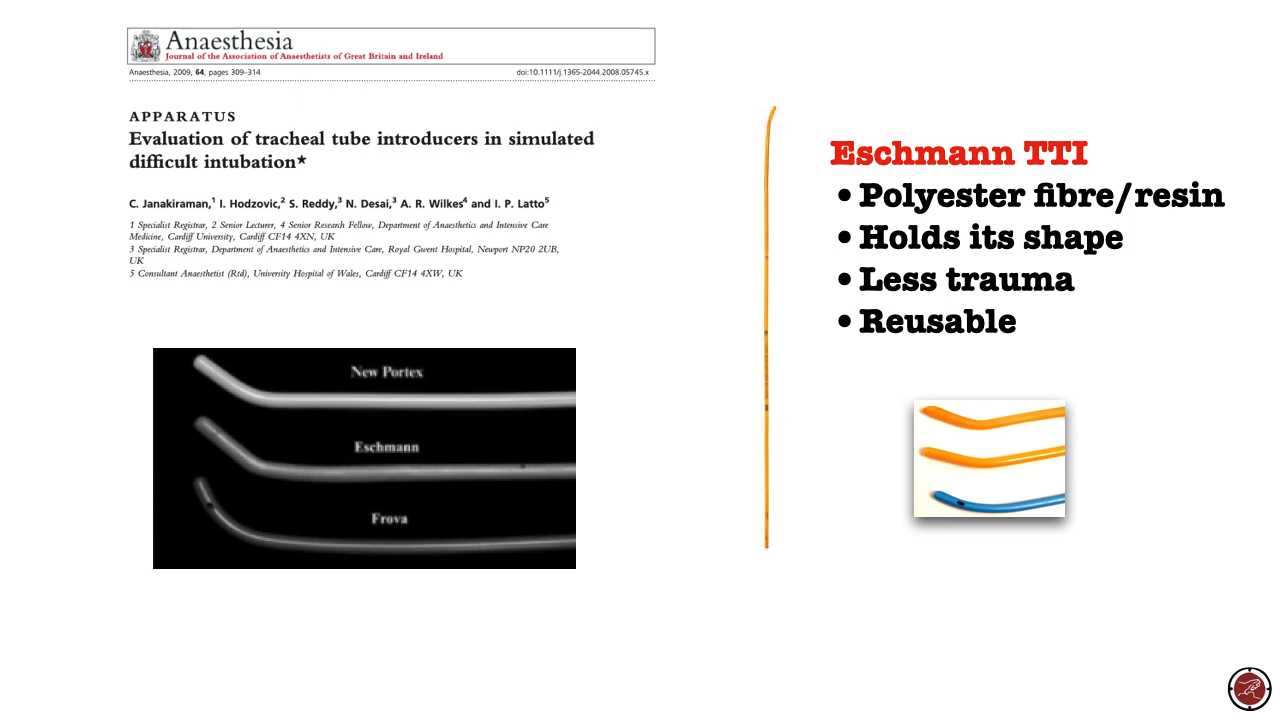 Anaesthesia
Journal of the Association of Anaesthetists of Great Britain and Ireland
Anaesthesia, 2009, 64, pages 309–314
doi:10.1111/j.1365-2044.2008.05745.x
APPARATUS
Evaluation of tracheal tube introducers in simulated
difficult intubation*
C. Janakiraman,1 I. Hodzovic,2 S. Reddy,3 N. Desai,3 A. R. Wilkes4 and I. P. Latto5
1 Specialist Registrar, 2 Senior Lecturer, 4 Senior Research Fellow, Department of Anaesthetics and Intensive Care
Medicine, Cardiff University, Cardiff CF14 4XN, UK
3 Specialist Registrar, Department of Anaesthetics and Intensive Care, Royal Gwent Hospital, Newport NP20 2UB,
UK
5 Consultant Anaesthetist (Rtd), University Hospital of Wales, Cardiff CF14 4XW, UK
New Portex
Eschmann
Frova
Eschmann TTI
• Polyester fibre/resin
• Holds its shape
• Less trauma
• Reusable